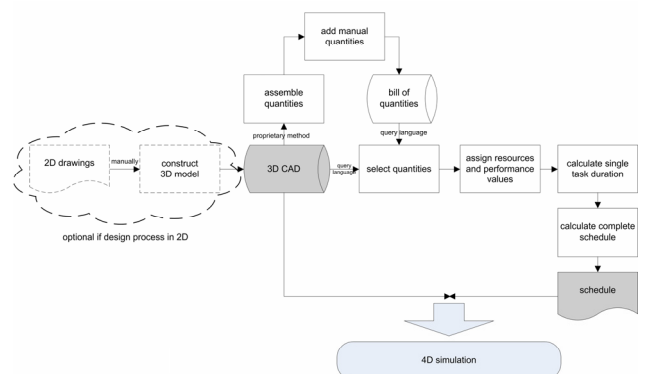 add manual
quantities
assemble
quantities
bill of
quantities
proprietary method
query language
2D drawings
manually
construct
3D model
3D CAD
query
language
select quantities
assign resources
and performance
values
calculate single
task duration
optional if design process in 2D
calculate complete
schedule
schedule
4D simulation